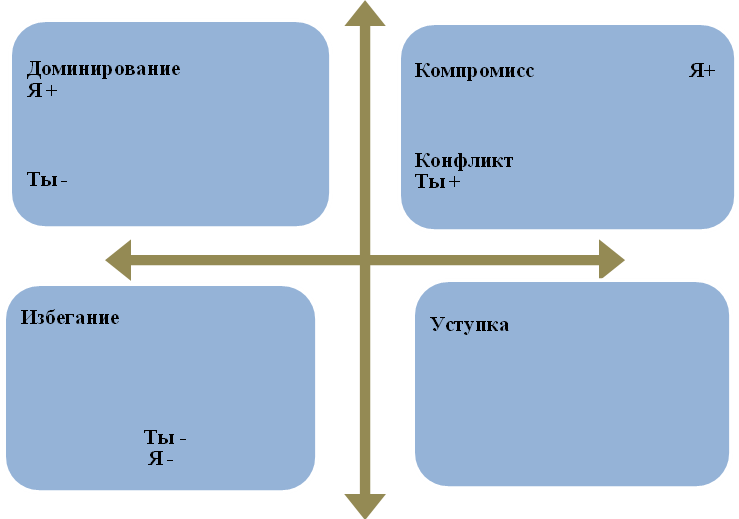 Доминирование
Я +
Ты -
Компромисс Я+
Конфликт
Ты +
Избегание
Ты -
Я -
Уступка